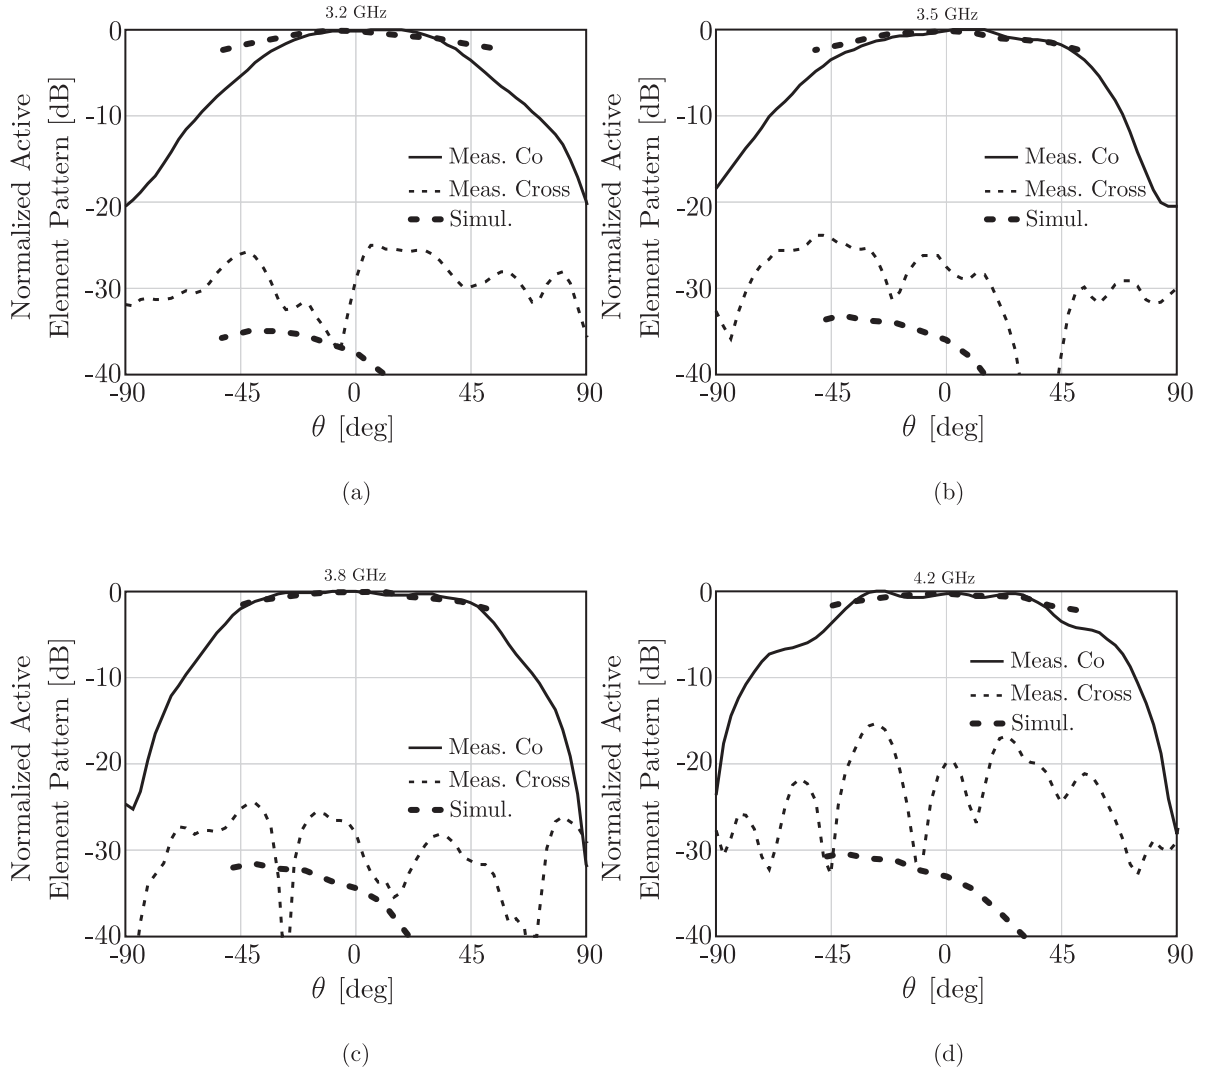 3.2 GHz
Normalized Active
Element Pattern [dB]
0
-10
-20
-30
-40
Meas. Co
Meas. Cross
Simul.
-90
-45
0
45
90
θ [deg]
(a)
3.5 GHz
Normalized Active
Element Pattern [dB]
0
-10
-20
-30
-40
Meas. Co
Meas. Cross
Simul.
-90
-45
0
45
90
θ [deg]
(b)
3.8 GHz
Normalized Active
Element Pattern [dB]
0
-10
-20
-30
-40
Meas. Co
Meas. Cross
Simul.
-90
-45
0
45
90
θ [deg]
(c)
4.2 GHz
Normalized Active
Element Pattern [dB]
0
-10
-20
-30
-40
Meas. Co
Meas. Cross
Simul.
-90
-45
0
45
90
θ [deg]
(d)